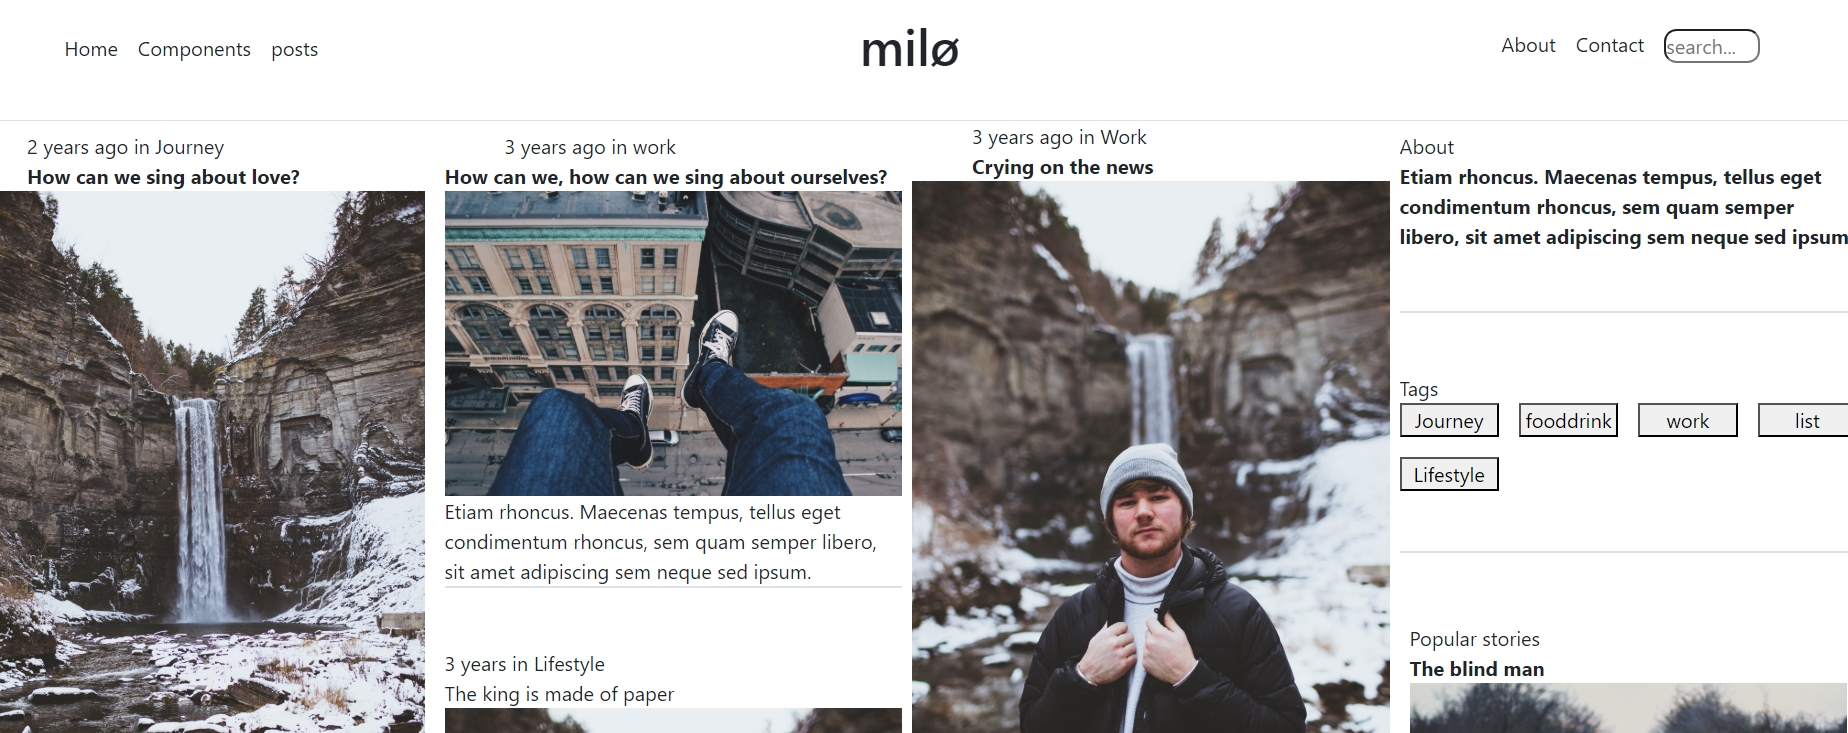 Home Components posts
milø
About Contact search...
2 years ago in Journey
How can we sing about love?
3 years ago in work
How can we, how can we sing about ourselves?
Etiam rhoncus. Maecenas tempus, tellus eget
condimentum rhoncus, sem quam semper libero,
sit amet adipiscing sem neque sed ipsum.
3 years in Lifestyle
The king is made of paper
3 years ago in Work
Crying on the news
About
Etiam rhoncus. Maecenas tempus, tellus eget
condimentum rhoncus, sem quam semper
libero, sit amet adipiscing sem neque sed ipsum
Tags
Journey fooddrink work list
Lifestyle
Popular stories
The blind man